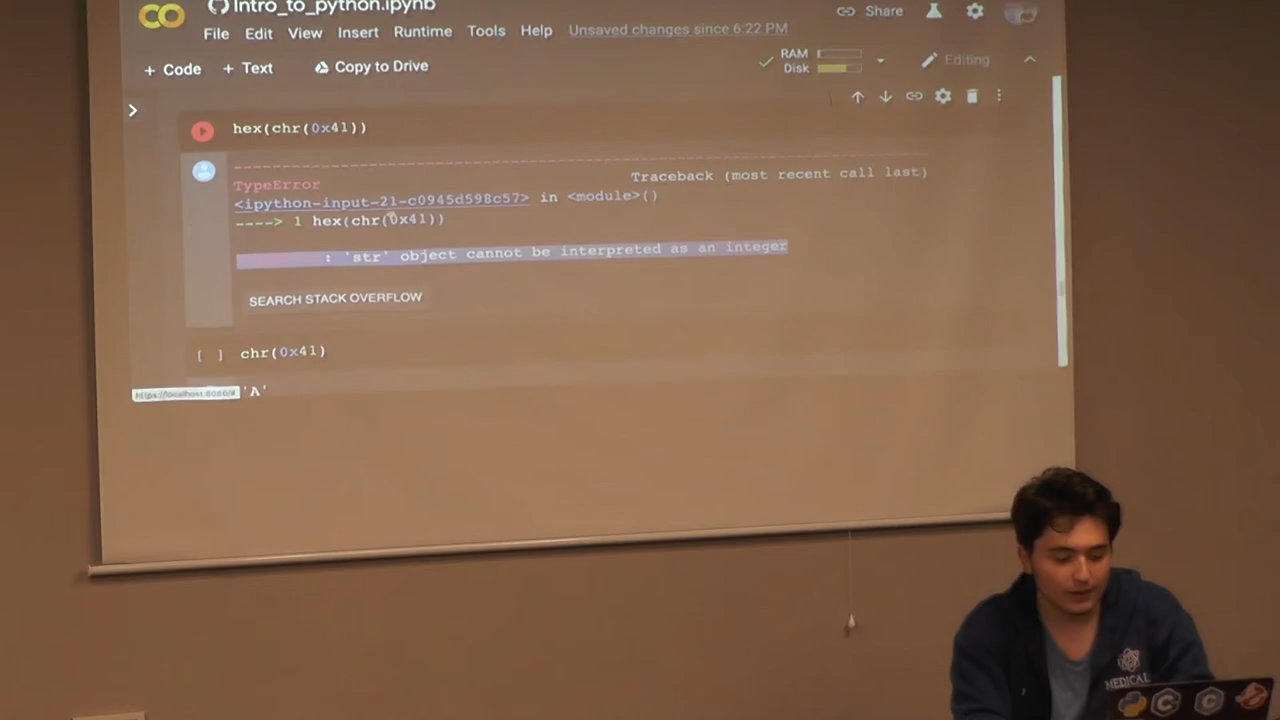 Intro_to_python.ipynb
File Edit View Insert Runtime Tools Help Unsaved changes since 6:22 PM
Share
+ Code + Text Copy to Drive
RAM
Disk
Editing
hex(chr(0x41))
TypeError Traceback (most recent call last)
<ipython-input-21-c0945d598c57> in <module>()
----> 1 hex(chr(0x41))
: 'str' object cannot be interpreted as an integer
SEARCH STACK OVERFLOW
[ ] chr(0x41)
'A'
MEDICAL